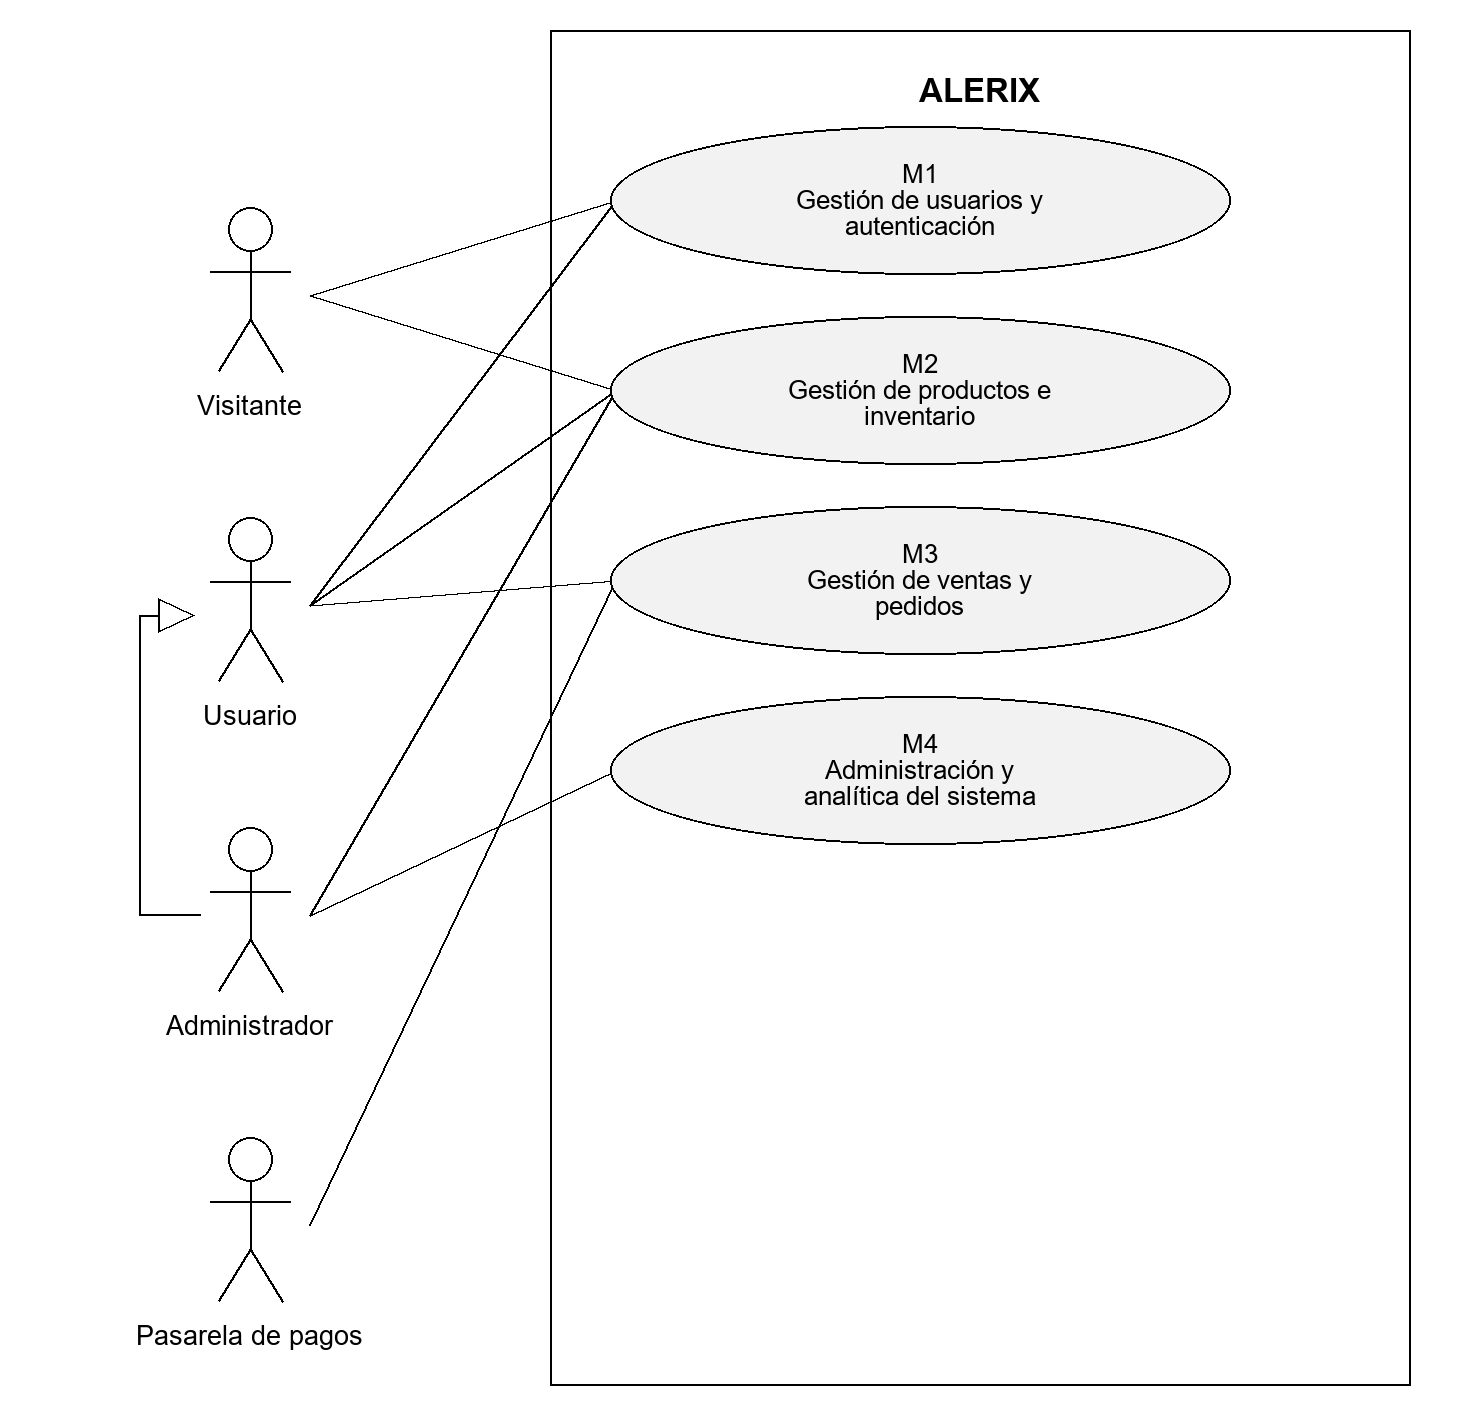 ALERIX
M1
Gestión de usuarios y
autenticación
M2
Gestión de productos e
inventario
M3
Gestión de ventas y
pedidos
M4
Administración y
analítica del sistema
Visitante
Usuario
Administrador
Pasarela de pagos